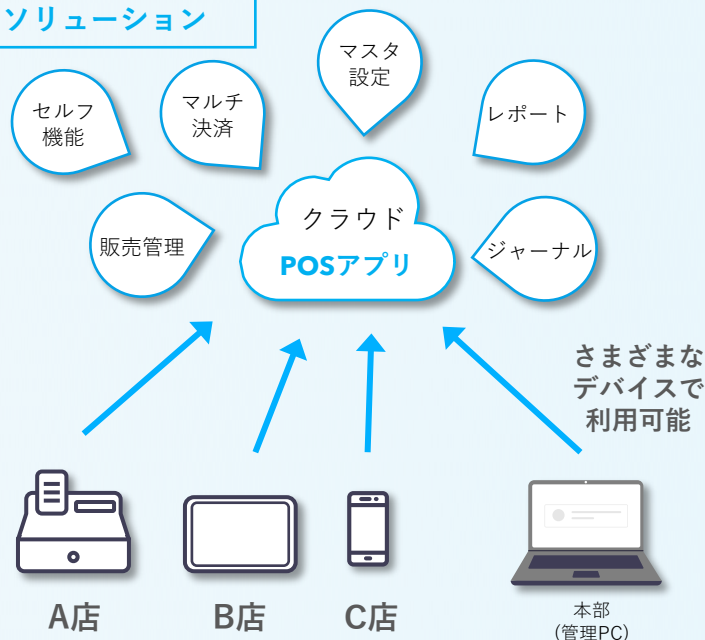 ソリューション
マスタ
設定
セルフ
機能
マルチ
決済
レポート
販売管理
クラウド
POSアプリ
ジャーナル
さまざまな
デバイスで
利用可能
A店
B店
C店
本部
(管理PC)